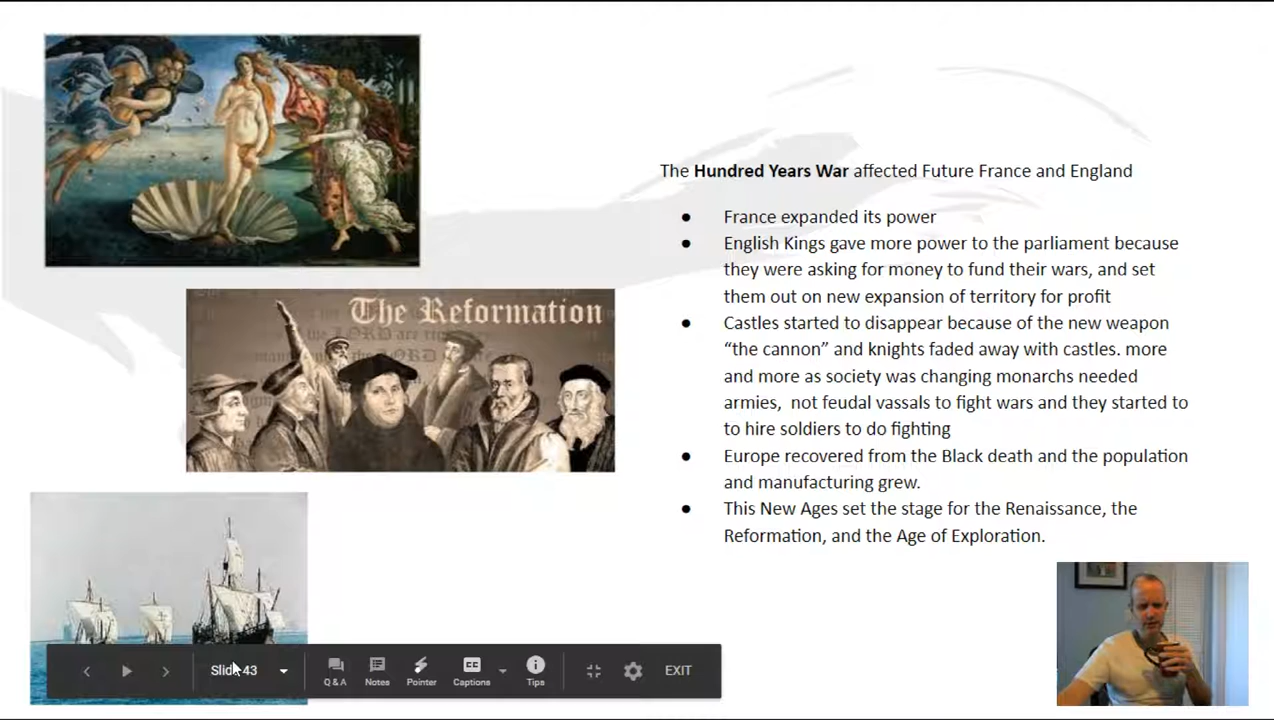 The Hundred Years War affected Future France and England
● France expanded its power
● English Kings gave more power to the parliament because
they were asking for money to fund their wars, and set
them out on new expansion of territory for profit
● Castles started to disappear because of the new weapon
“the cannon” and knights faded away with castles. more
and more as society was changing monarchs needed
armies, not feudal vassals to fight wars and they started to
to hire soldiers to do fighting
● Europe recovered from the Black death and the population
and manufacturing grew.
● This New Ages set the stage for the Renaissance, the
Reformation, and the Age of Exploration.
The Reformation
Slide 43
Q & A
Notes
Pointer
CC
Captions
Tips
EXIT